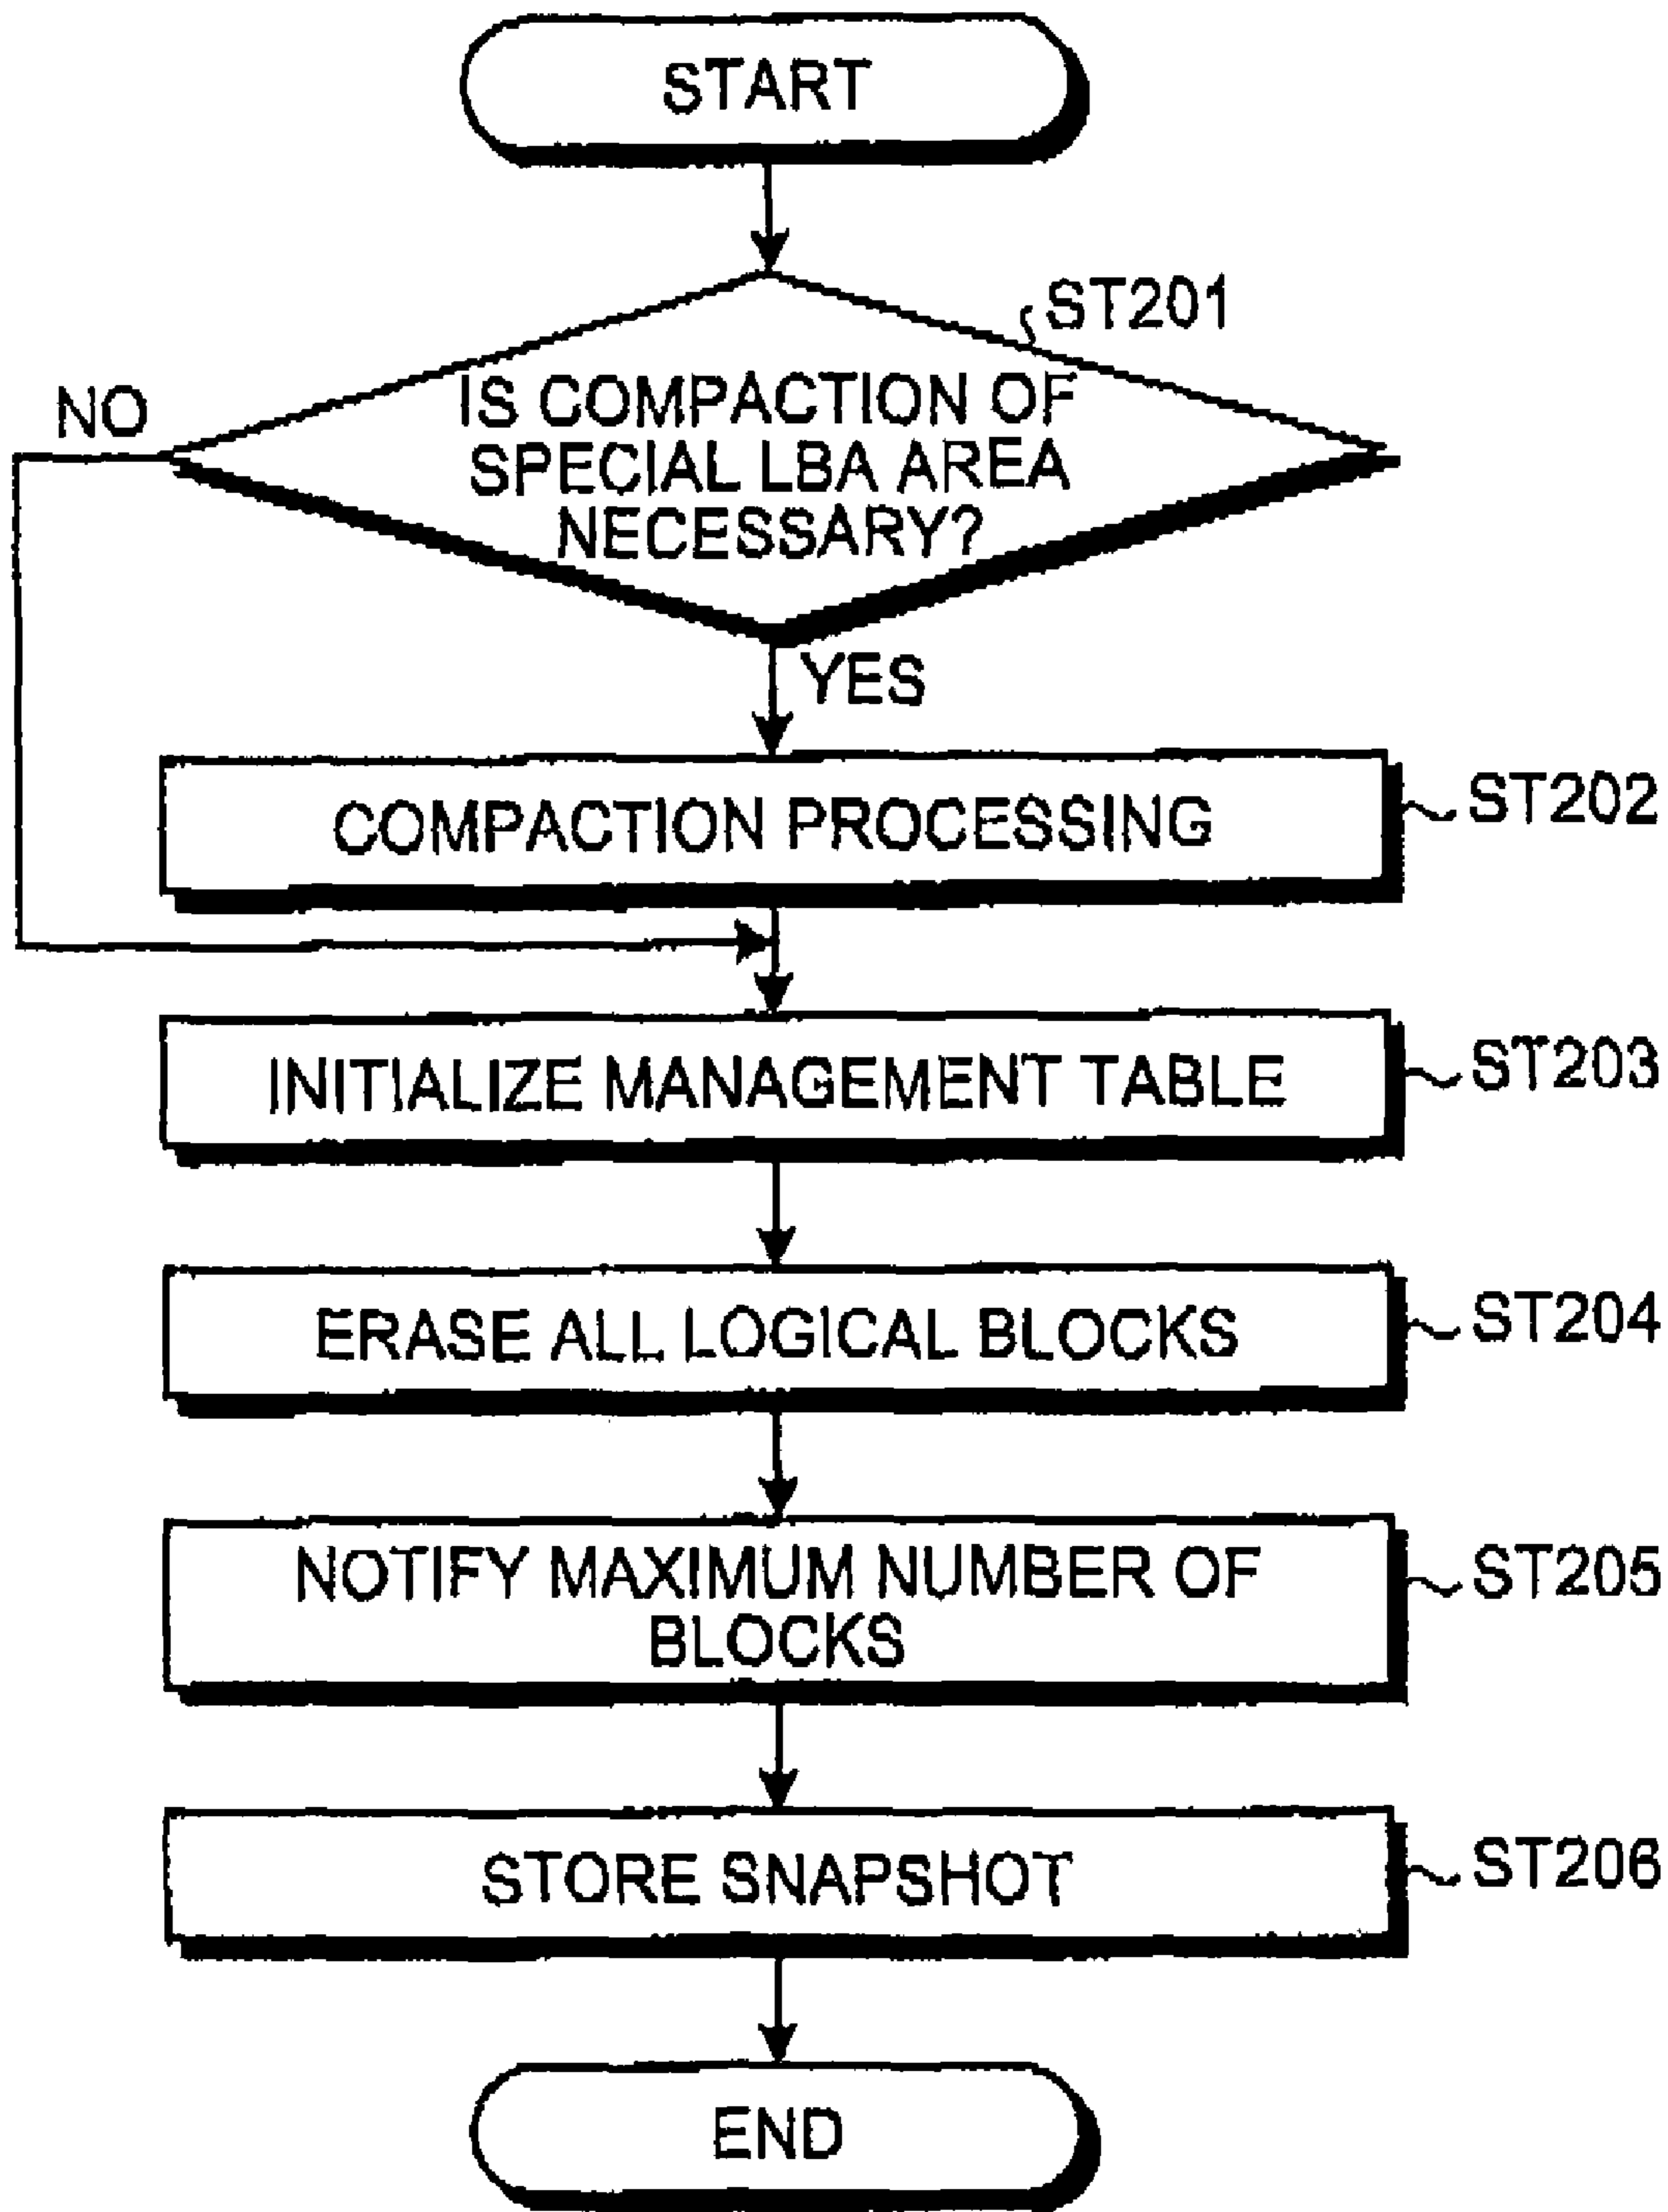 START
ST201
NO
IS COMPACTION OF
SPECIAL LBA AREA
NECESSARY?
YES
COMPACTION PROCESSING
ST202
INITIALIZE MANAGEMENT TABLE
ST203
ERASE ALL LOGICAL BLOCKS
ST204
NOTIFY MAXIMUM NUMBER OF
BLOCKS
ST205
STORE SNAPSHOT
ST206
END